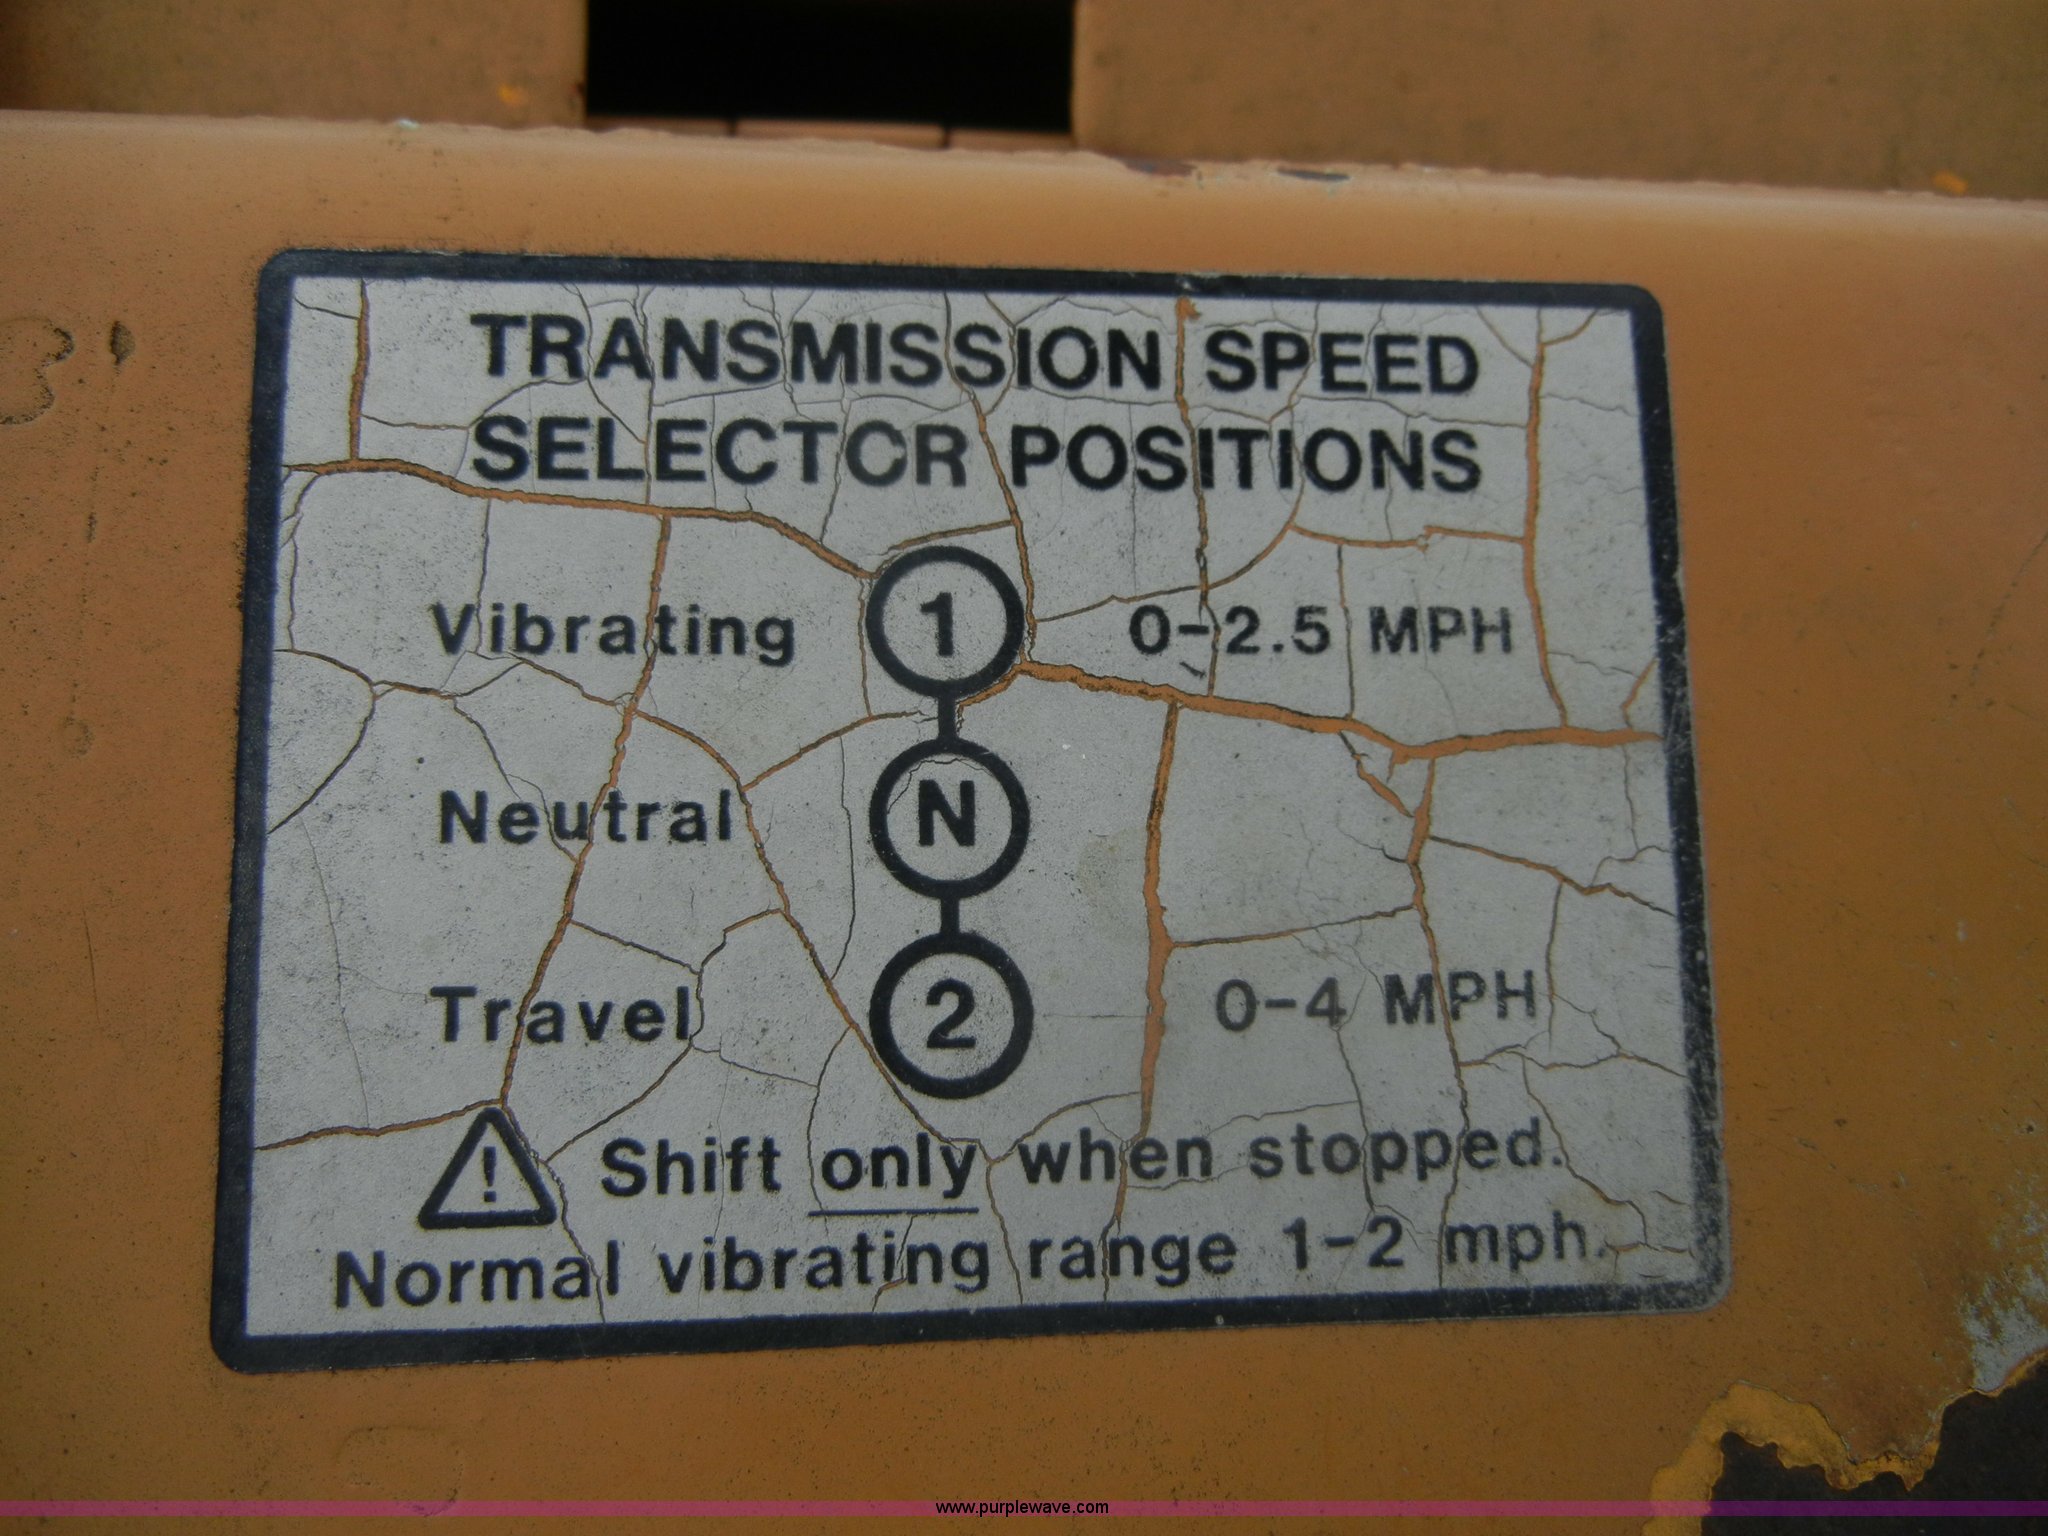 TRANSMISSION SPEED
SELECTOR POSITIONS
Vibrating 1 0-2.5 MPH
Neutral N
Travel 2 0-4 MPH
! Shift only when stopped.
Normal vibrating range 1-2 mph.
www.purplewave.com